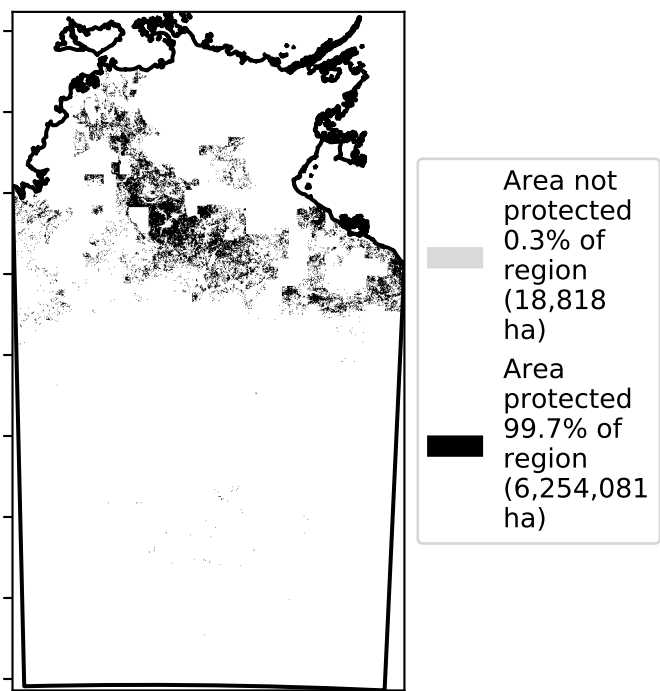 Area not
protected
0.3% of
region
(18,818
ha)
Area
protected
99.7% of
region
(6,254,081
ha)